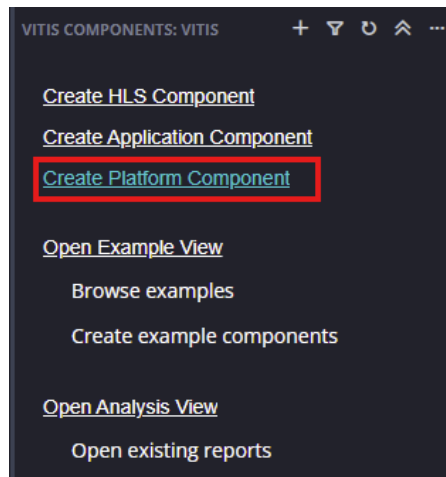 VITIS COMPONENTS: VITIS
Create HLS Component
Create Application Component
Create Platform Component
Open Example View
Browse examples
Create example components
Open Analysis View
Open existing reports